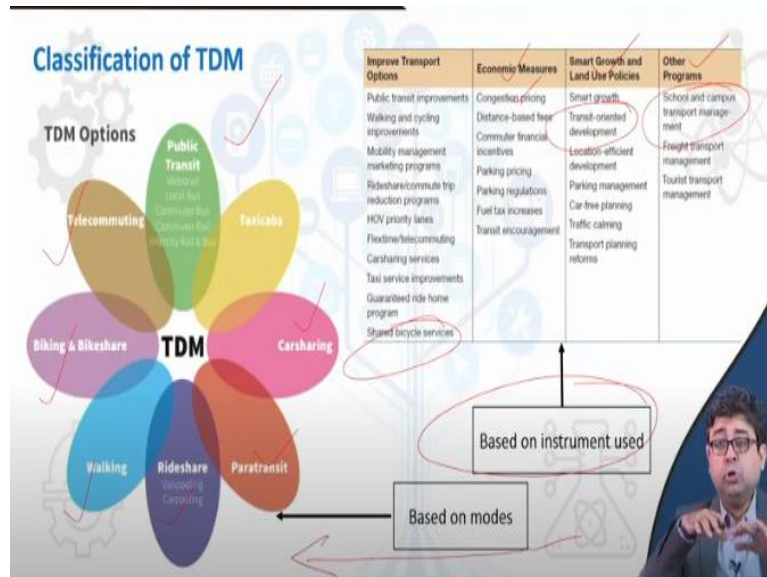 Classification of TDM
TDM Options
Public
Transit
Metrorail
Local Bus
Commuter Bus
Commuter Rail
Intercity Rail & Bus
Telecommuting
Taxicabs
Biking & Bikeshare
TDM
Carsharing
Walking
Rideshare
Vanpooling
Carpooling
Paratransit
Improve Transport
Options
Public transit improvements
Walking and cycling
improvements
Mobility management
marketing programs
Rideshare/commute trip
reduction programs
HOV priority lanes
Flextime/telecommuting
Carsharing services
Taxi service improvements
Guaranteed ride home
program
Shared bicycle services
Economic Measures
Congestion pricing
Distance-based fees
Commuter financial
incentives
Parking pricing
Parking regulations
Fuel tax increases
Transit encouragement
Smart Growth and
Land Use Policies
Smart growth
Transit-oriented
development
Location-efficient
development
Parking management
Car-free planning
Traffic calming
Transport planning
reforms
Other
Programs
School and campus
transport manage-
ment
Freight transport
management
Tourist transport
management
Based on instrument used
Based on modes